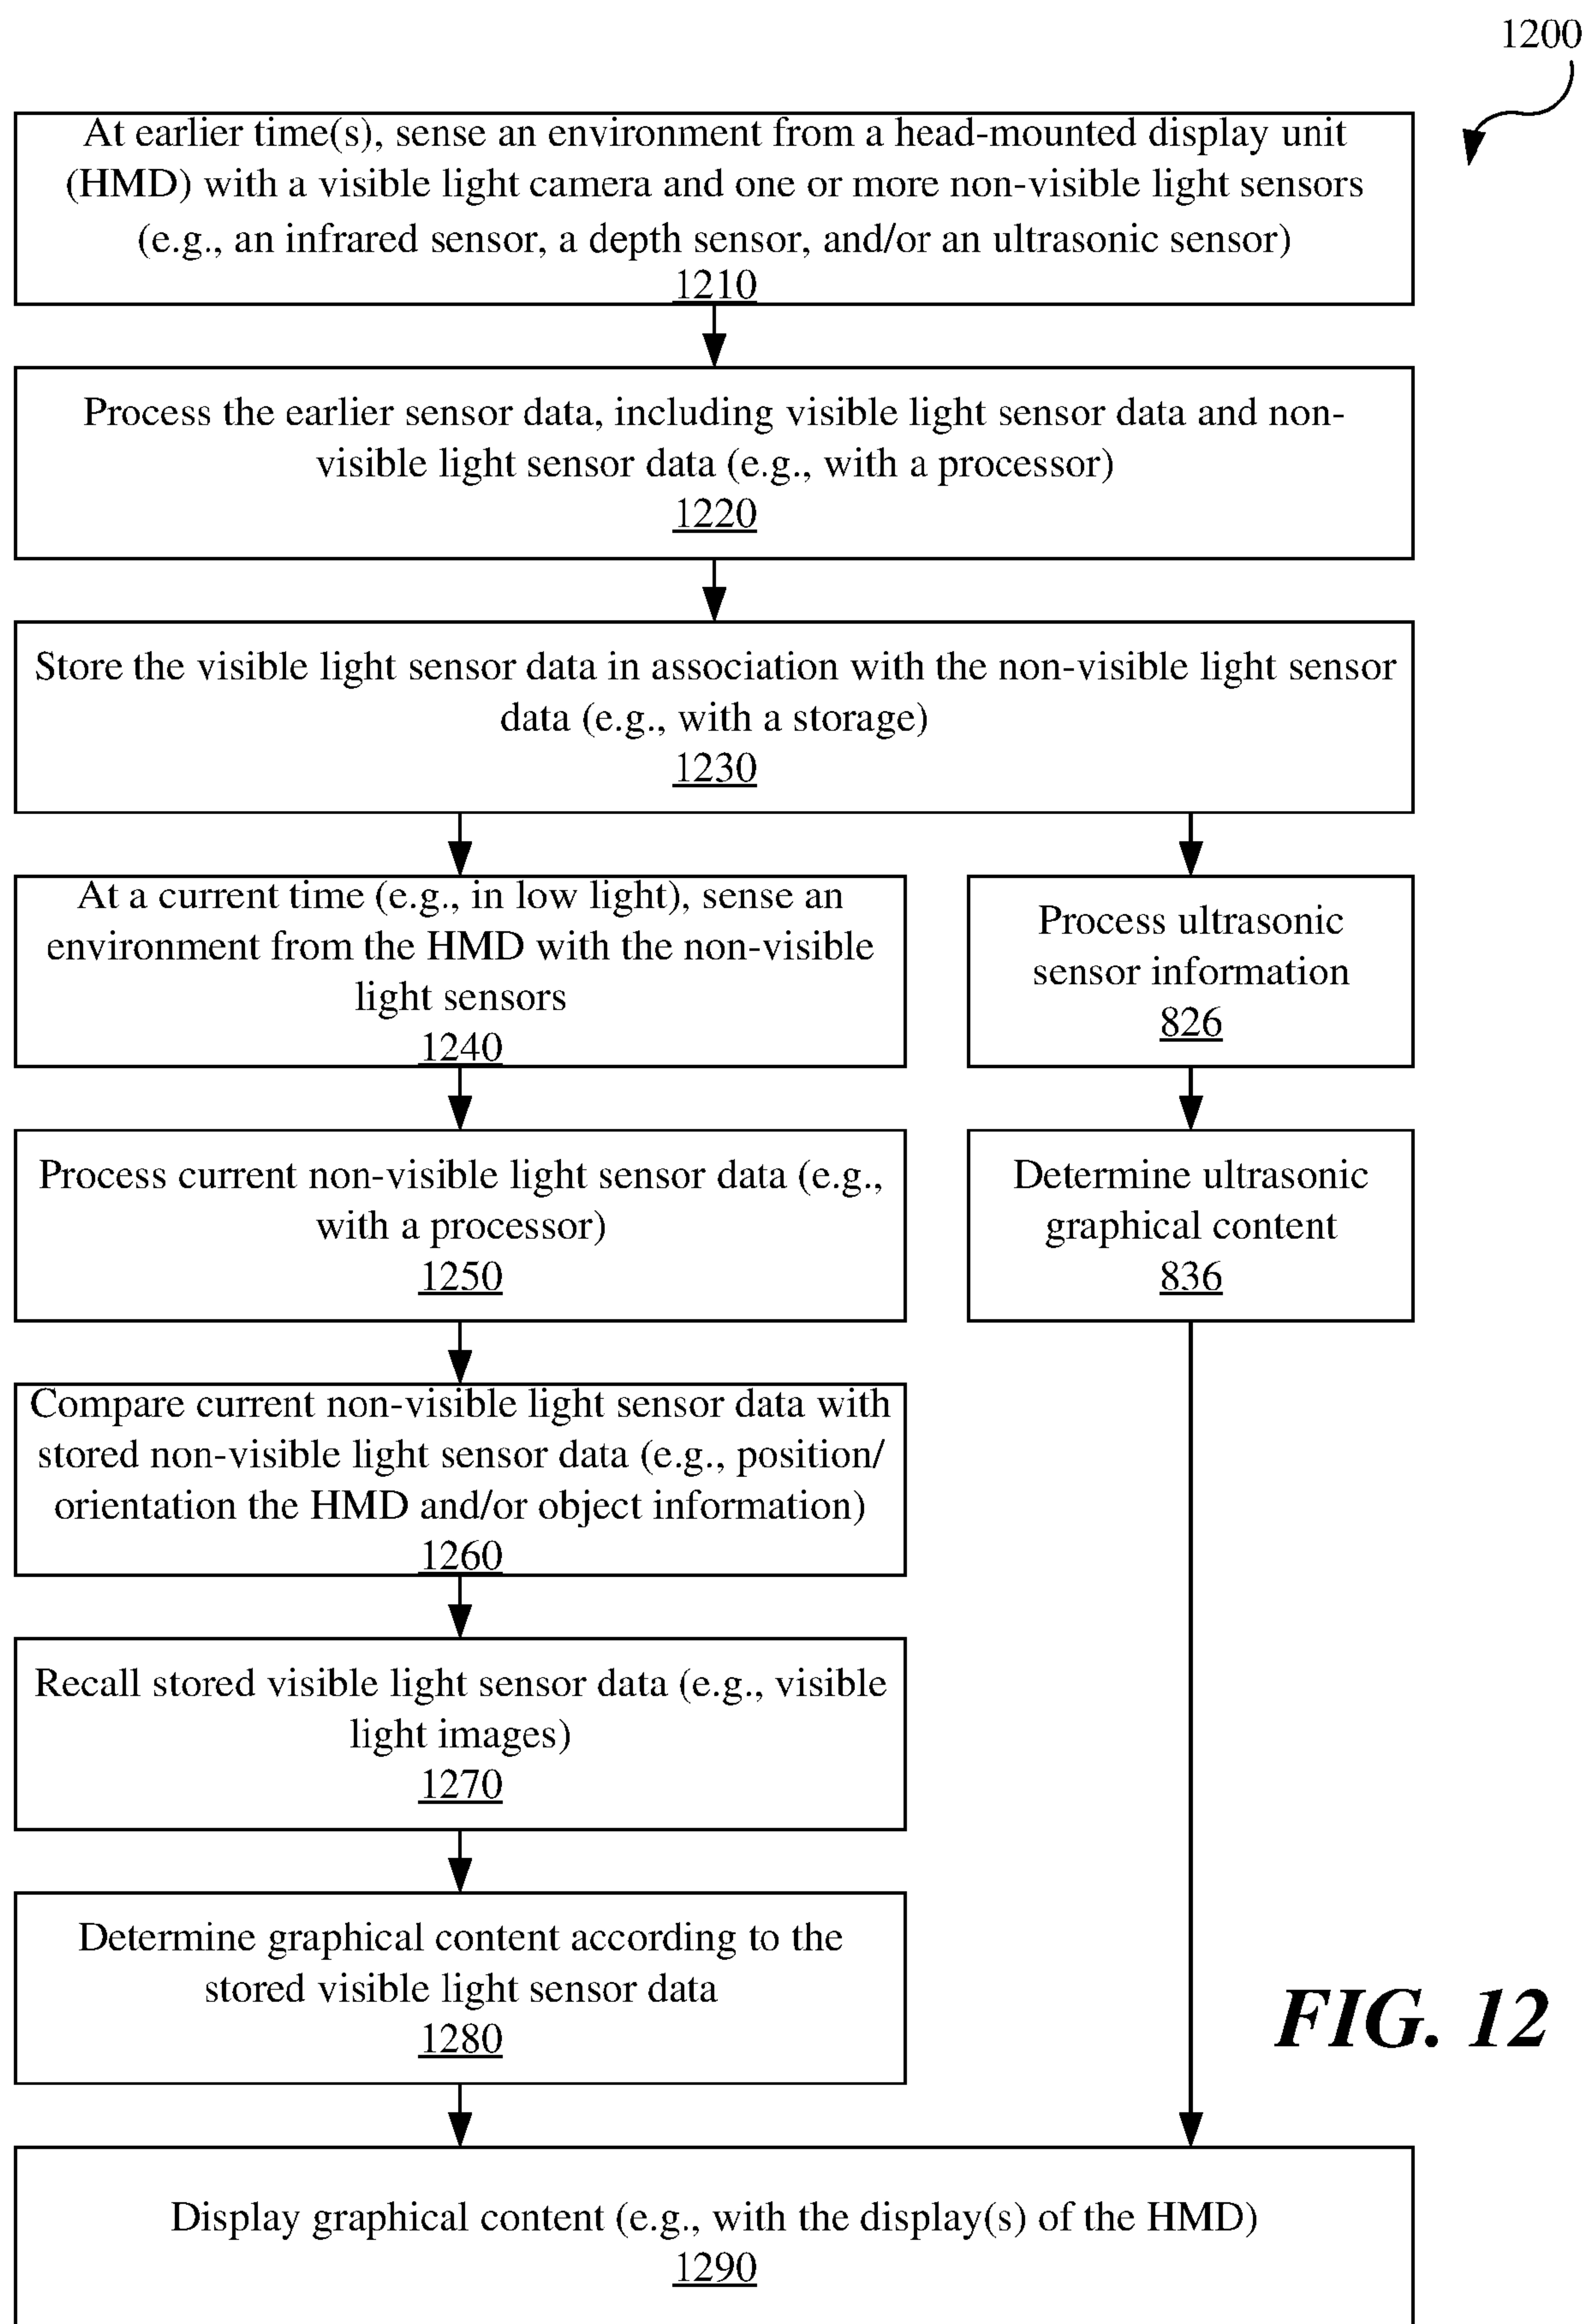 1200
At earlier time(s), sense an environment from a head-mounted display unit
(HMD) with a visible light camera and one or more non-visible light sensors
(e.g., an infrared sensor, a depth sensor, and/or an ultrasonic sensor)
1210
Process the earlier sensor data, including visible light sensor data and non-
visible light sensor data (e.g., with a processor)
1220
Store the visible light sensor data in association with the non-visible light sensor
data (e.g., with a storage)
1230
At a current time (e.g., in low light), sense an
environment from the HMD with the non-visible
light sensors
1240
Process ultrasonic
sensor information
826
Process current non-visible light sensor data (e.g.,
with a processor)
1250
Determine ultrasonic
graphical content
836
Compare current non-visible light sensor data with
stored non-visible light sensor data (e.g., position/
orientation the HMD and/or object information)
1260
Recall stored visible light sensor data (e.g., visible
light images)
1270
Determine graphical content according to the
stored visible light sensor data
1280
FIG. 12
Display graphical content (e.g., with the display(s) of the HMD)
1290